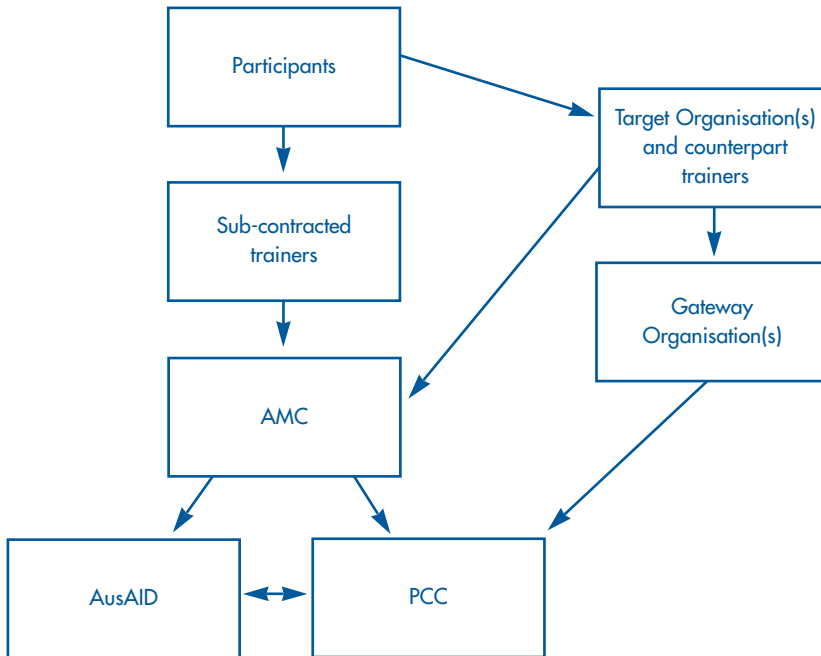 Participants
Target Organisation(s)
and counterpart
trainers
Sub-contracted
trainers
Gateway
Organisation(s)
AMC
AusAID
PCC